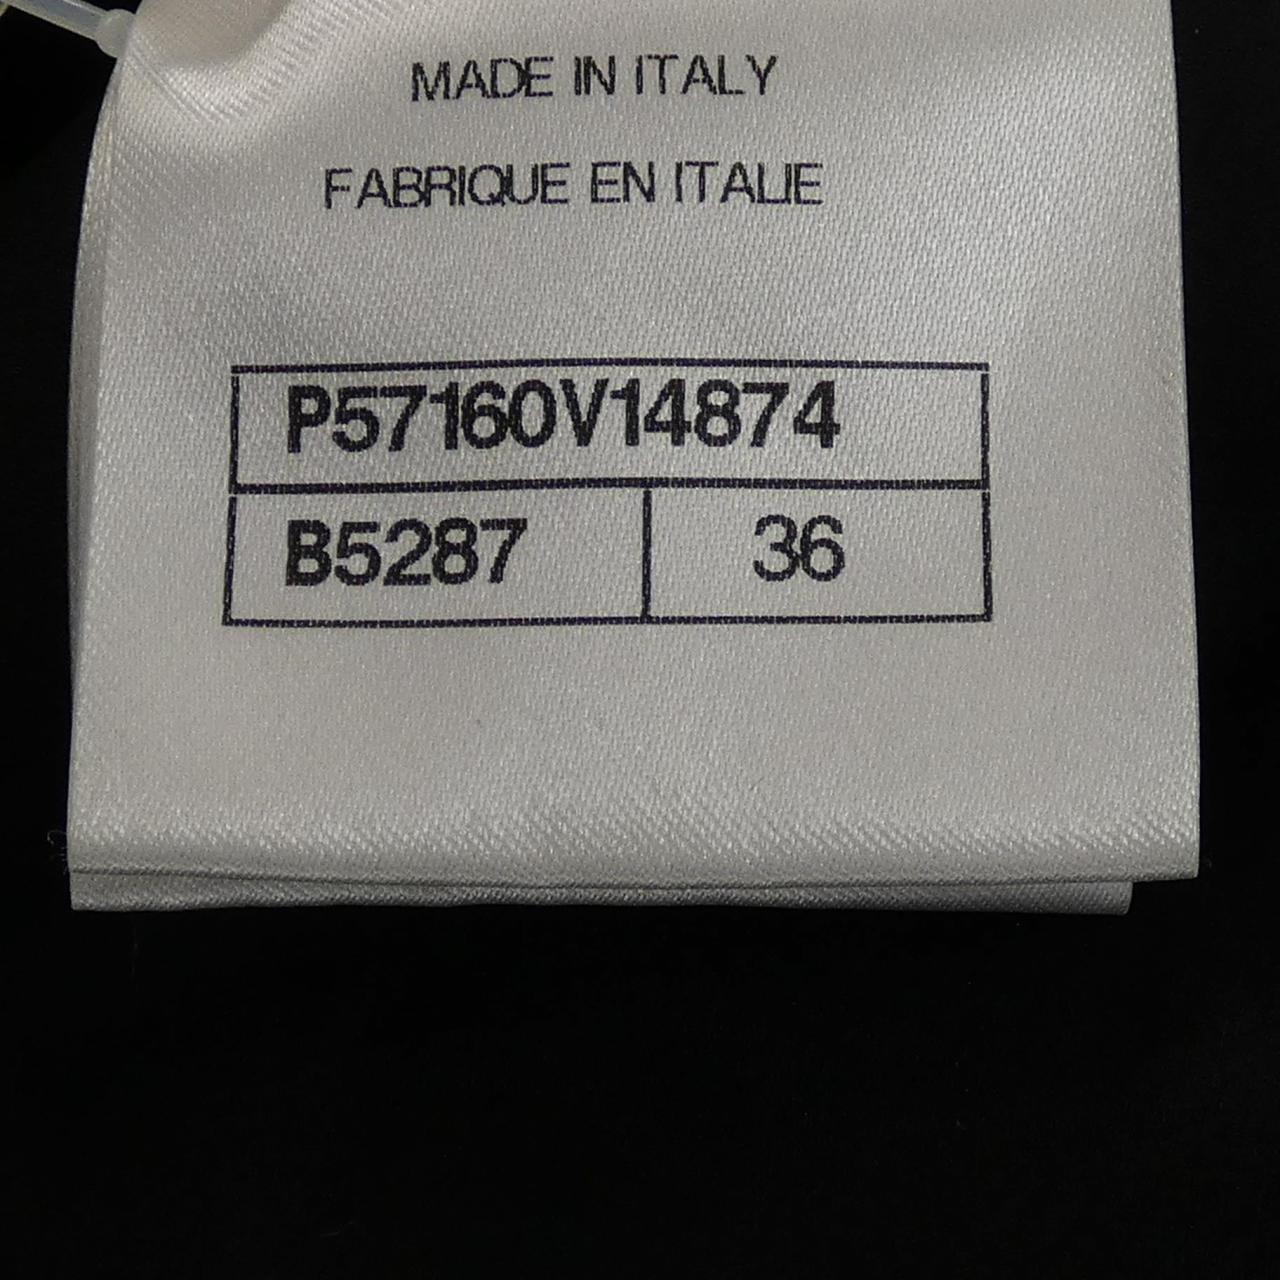 MADE IN ITALY
FABRIQUE EN ITALIE
P57160V14874
B5287 36